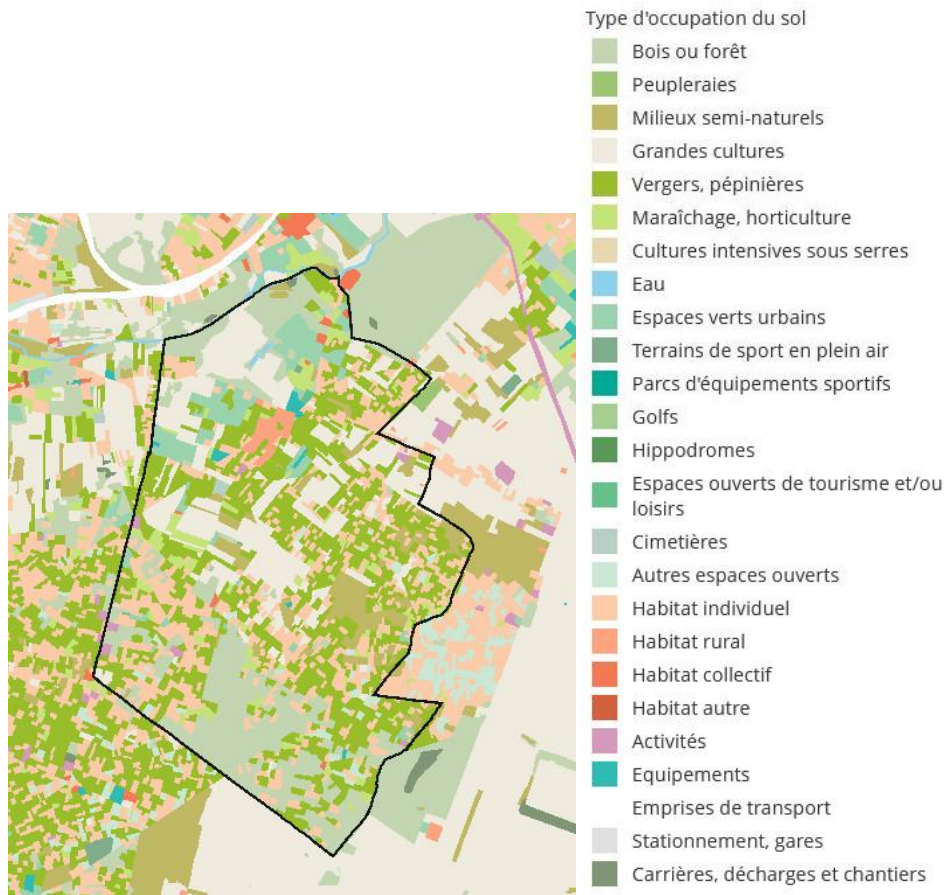 Type d'occupation du sol
Bois ou forêt
Peupleraies
Milieux semi-naturels
Grandes cultures
Vergers, pépinières
Maraîchage, horticulture
Cultures intensives sous serres
Eau
Espaces verts urbains
Terrains de sport en plein air
Parcs d'équipements sportifs
Golfs
Hippodromes
Espaces ouverts de tourisme et/ou
loisirs
Cimetières
Autres espaces ouverts
Habitat individuel
Habitat rural
Habitat collectif
Habitat autre
Activités
Equipements
Emprises de transport
Stationnement, gares
Carrières, décharges et chantiers